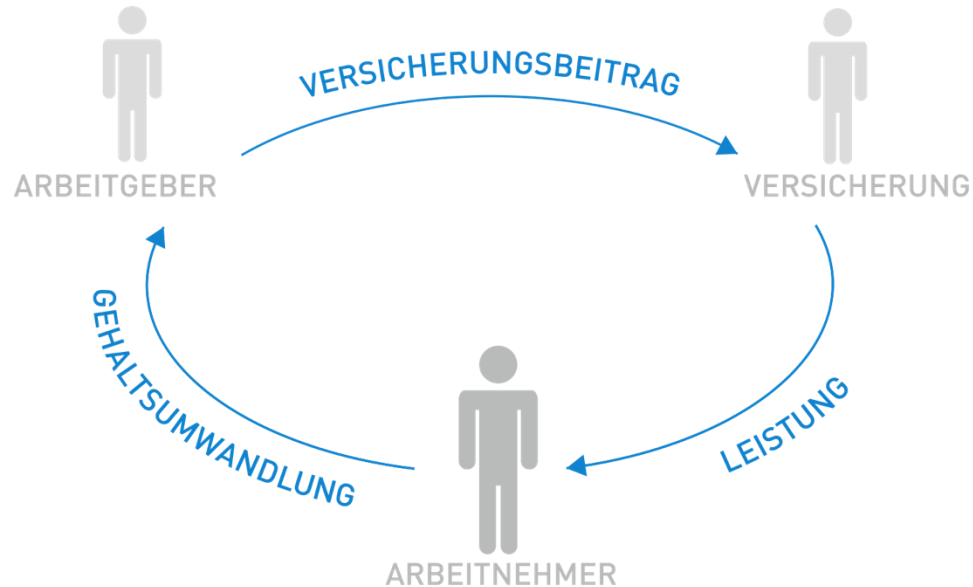 VERSICHERUNGSBEITRAG
ARBEITGEBER
VERSICHERUNG
GEHALTSUMWANDLUNG
LEISTUNG
ARBEITNEHMER